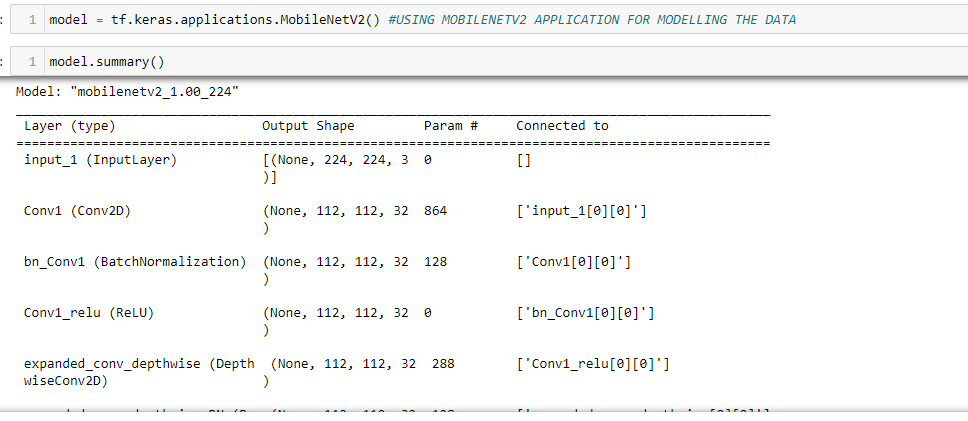 : 1 model = tf.keras.applications.MobileNetV2() #USING MOBILENETV2 APPLICATION FOR MODELLING THE DATA
: 1 model.summary()
Model: "mobilenetv2_1.00_224"
Layer (type) Output Shape Param # Connected to
input_1 (InputLayer) [(None, 224, 224, 3 0 []
)]
Conv1 (Conv2D) (None, 112, 112, 32 864 ['input_1[0][0]']
)
bn_Conv1 (BatchNormalization) (None, 112, 112, 32 128 ['Conv1[0][0]']
)
Conv1_relu (ReLU) (None, 112, 112, 32 0 ['bn_Conv1[0][0]']
)
expanded_conv_depthwise (Depth (None, 112, 112, 32 288 ['Conv1_relu[0][0]']
wiseConv2D) )